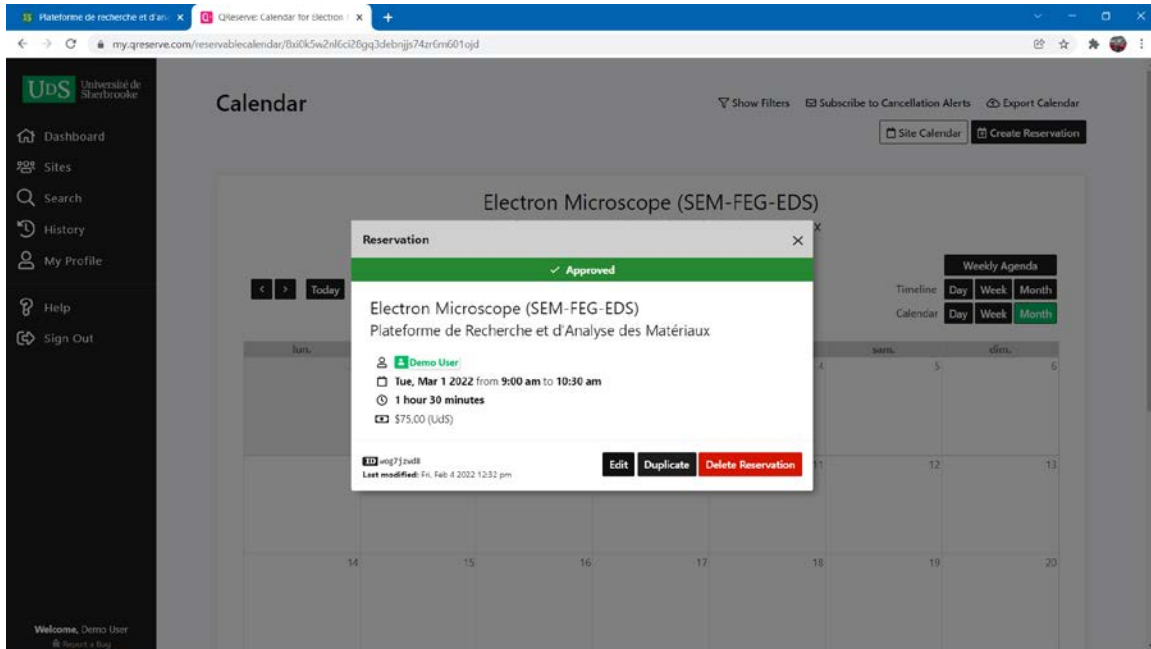 Plateforme de recherche et d'an
QReserve: Calendar for Election
my.qreserve.com/reservablecalendar/
UDS Université de
Sherbrooke
Dashboard
Sites
Search
History
My Profile
Help
Sign Out
Welcome, Demo User
Report a Bug
Calendar
Show Filters Subscribe to Cancellation Alerts Export Calendar
Site Calendar Create Reservation
Electron Microscope (SEM-FEG-EDS)
x
Weekly Agenda
< > Today
Timeline Day Week Month
Calendar Day Week Month
lun. sam. dim.
4 5 6
11 12 13
14 15 16 17 18 19 20
Reservation
Approved
Electron Microscope (SEM-FEG-EDS)
Plateforme de Recherche et d'Analyse des Matériaux
Demo User
Tue, Mar 1 2022 from 9:00 am to 10:30 am
1 hour 30 minutes
$75.00 (UdS)
ID
Last modified: Fri, Feb 4 2022 12:32 pm
Edit Duplicate Delete Reservation